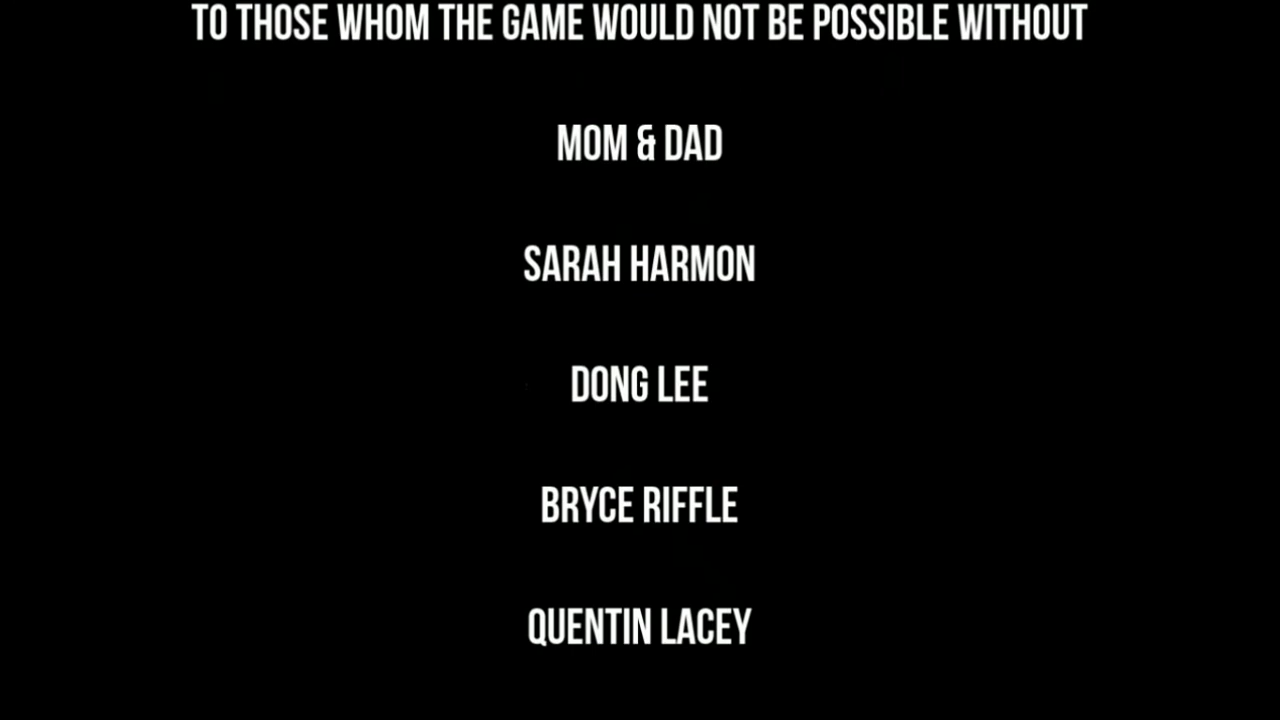 TO THOSE WHOM THE GAME WOULD NOT BE POSSIBLE WITHOUT
MOM & DAD
SARAH HARMON
DONG LEE
BRYCE RIFFLE
QUENTIN LACEY